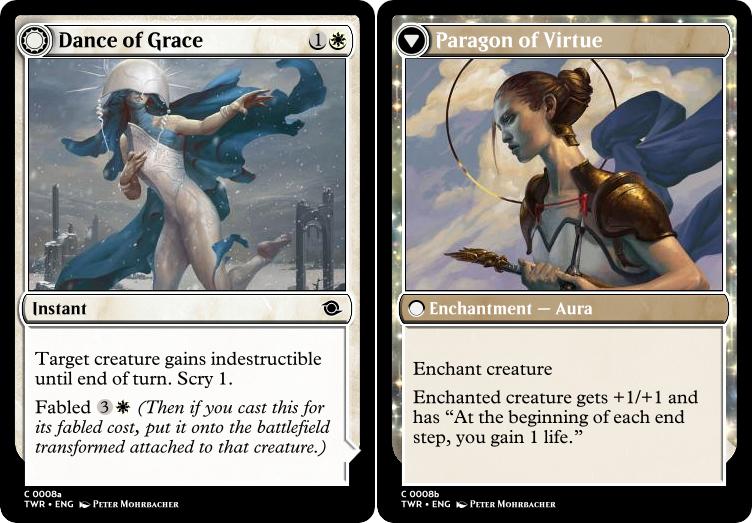 Dance of Grace 1
Instant
Target creature gains indestructible
until end of turn. Scry 1.
Fabled 3 (Then if you cast this for
its fabled cost, put it onto the battlefield
transformed attached to that creature.)
C 0008a
TWR • ENG Peter Mohrbacher
Paragon of Virtue
Enchantment — Aura
Enchant creature
Enchanted creature gets +1/+1 and
has “At the beginning of each end
step, you gain 1 life.”
C 0008b
TWR • ENG Peter Mohrbacher